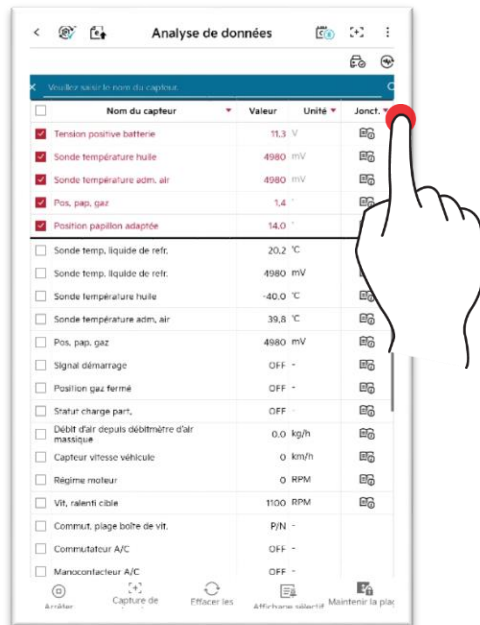 Analyse de données
Veuillez saisir le nom du capteur.
Nom du capteur Valeur Unité Jonct.
Tension positive batterie 11,3 V
Sonde température huile 4980 mV
Sonde température adm. air 4980 mV
Pos. pap. gaz 1,4 °
Position papillon adaptée 14.0 °
Sonde temp. liquide de refr. 20,2 °C
Sonde temp. liquide de refr. 4980 mV
Sonde température huile -40.0 °C
Sonde température adm, air 39,8 °C
Pos, pap. gaz 4980 mV
Signal démarrage OFF -
Position gaz fermé OFF -
Statut charge part, OFF -
Débit d'air depuis débitmètre d'air massique 0.0 kg/h
Capteur vitesse véhicule 0 km/h
Régime moteur 0 RPM
Vit, ralenti cible 1100 RPM
Commut. plage boîte de vit. P/N -
Commutateur A/C OFF -
Manocontacteur A/C OFF -
Arrêter Capture de Effacer les Affichage sélectif Maintenir la plac